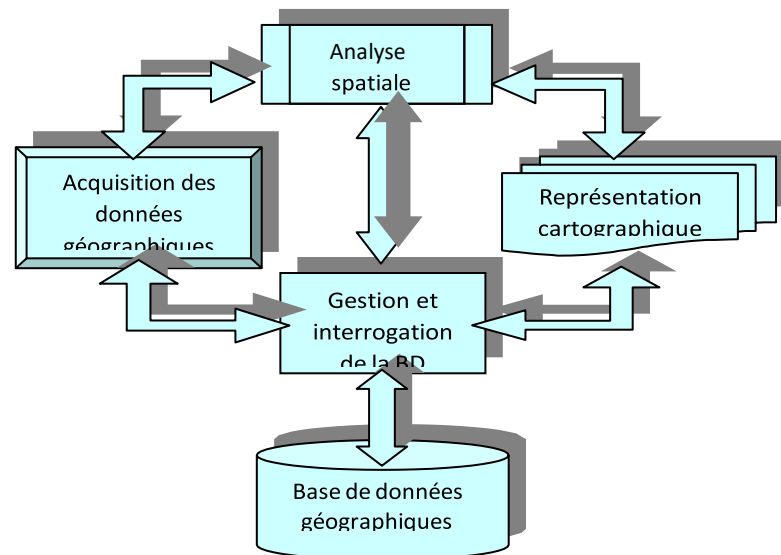 Analyse
spatiale
Acquisition des
données
géographiques
Représentation
cartographique
Gestion et
interrogation
de la BD
Base de données
géographiques